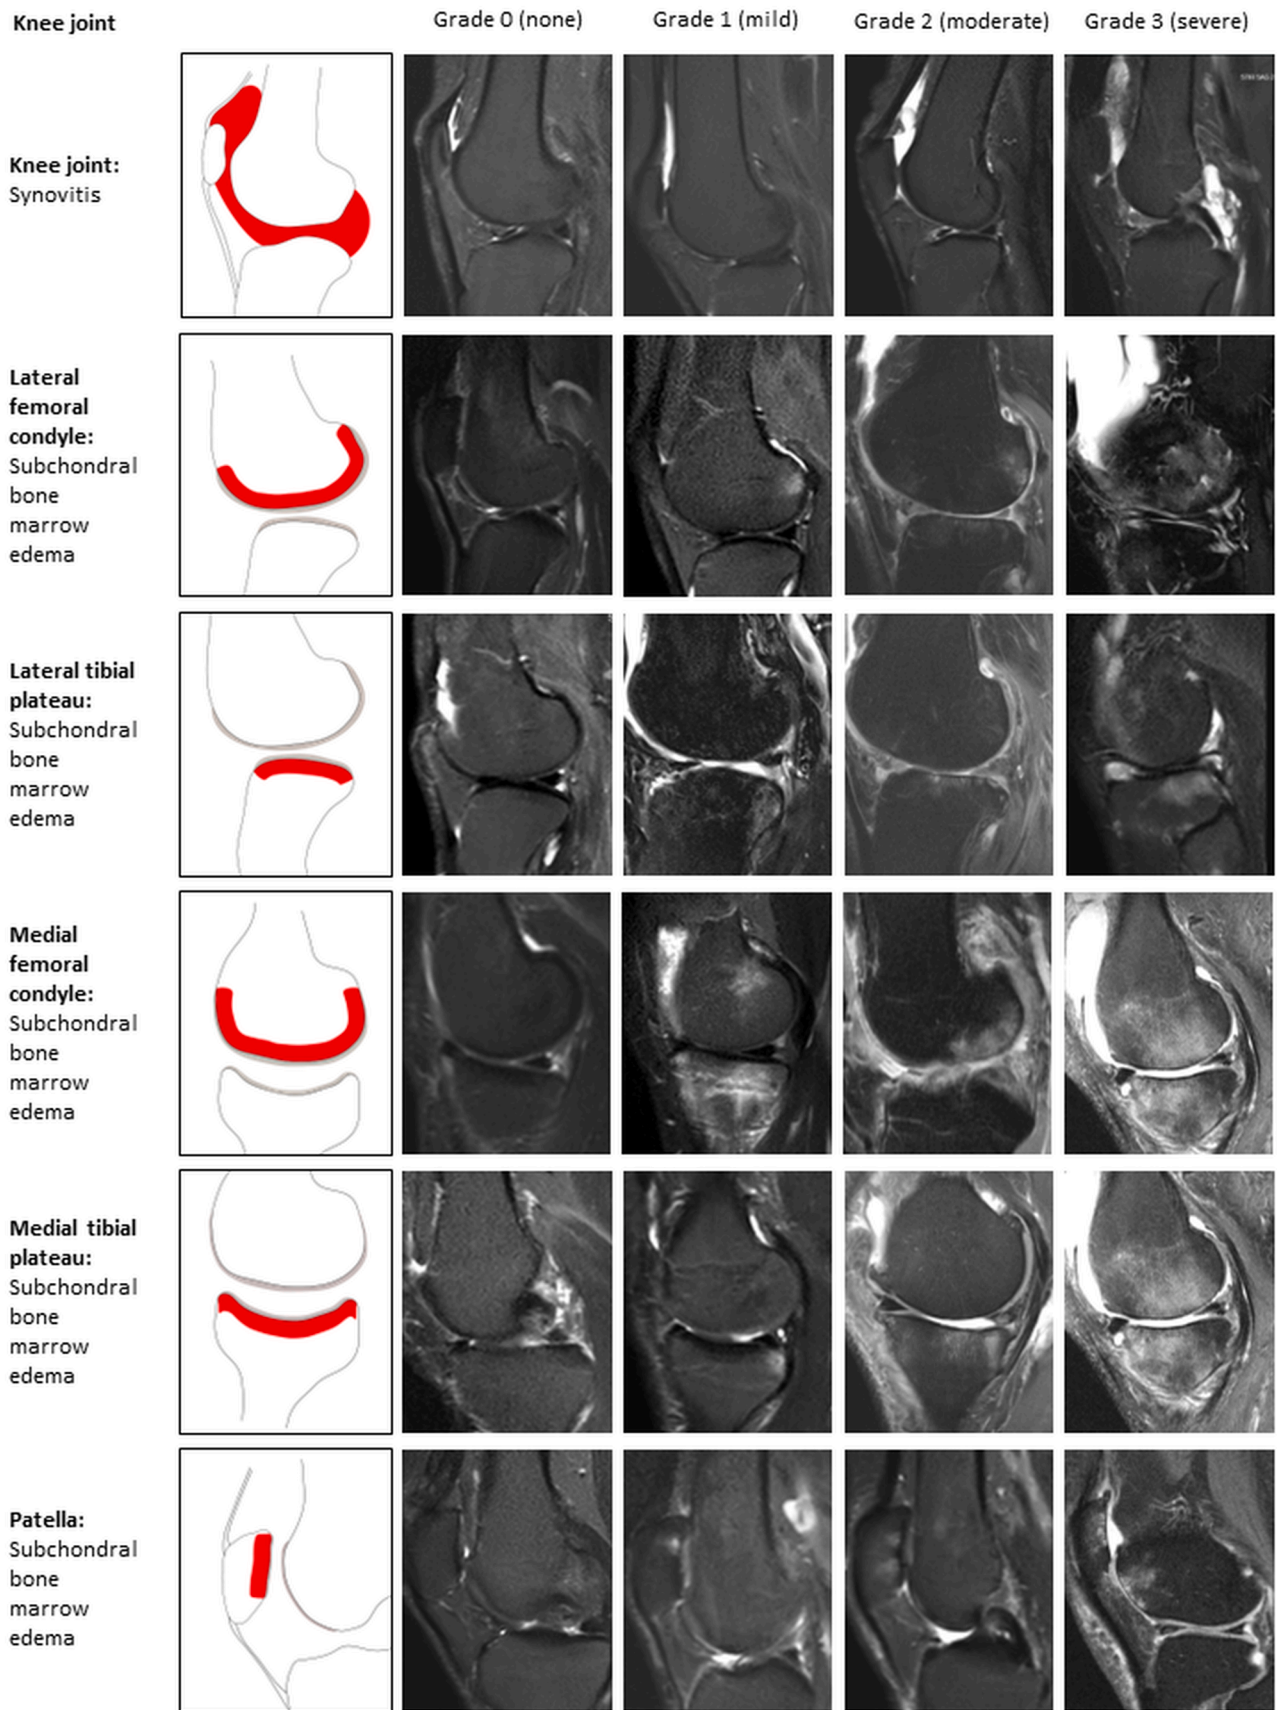 Knee joint
Grade 0 (none)
Grade 1 (mild)
Grade 2 (moderate)
Grade 3 (severe)
Knee joint:
Synovitis
Lateral
femoral
condyle:
Subchondral
bone
marrow
edema
Lateral tibial
plateau:
Subchondral
bone
marrow
edema
Medial
femoral
condyle:
Subchondral
bone
marrow
edema
Medial tibial
plateau:
Subchondral
bone
marrow
edema
Patella:
Subchondral
bone
marrow
edema